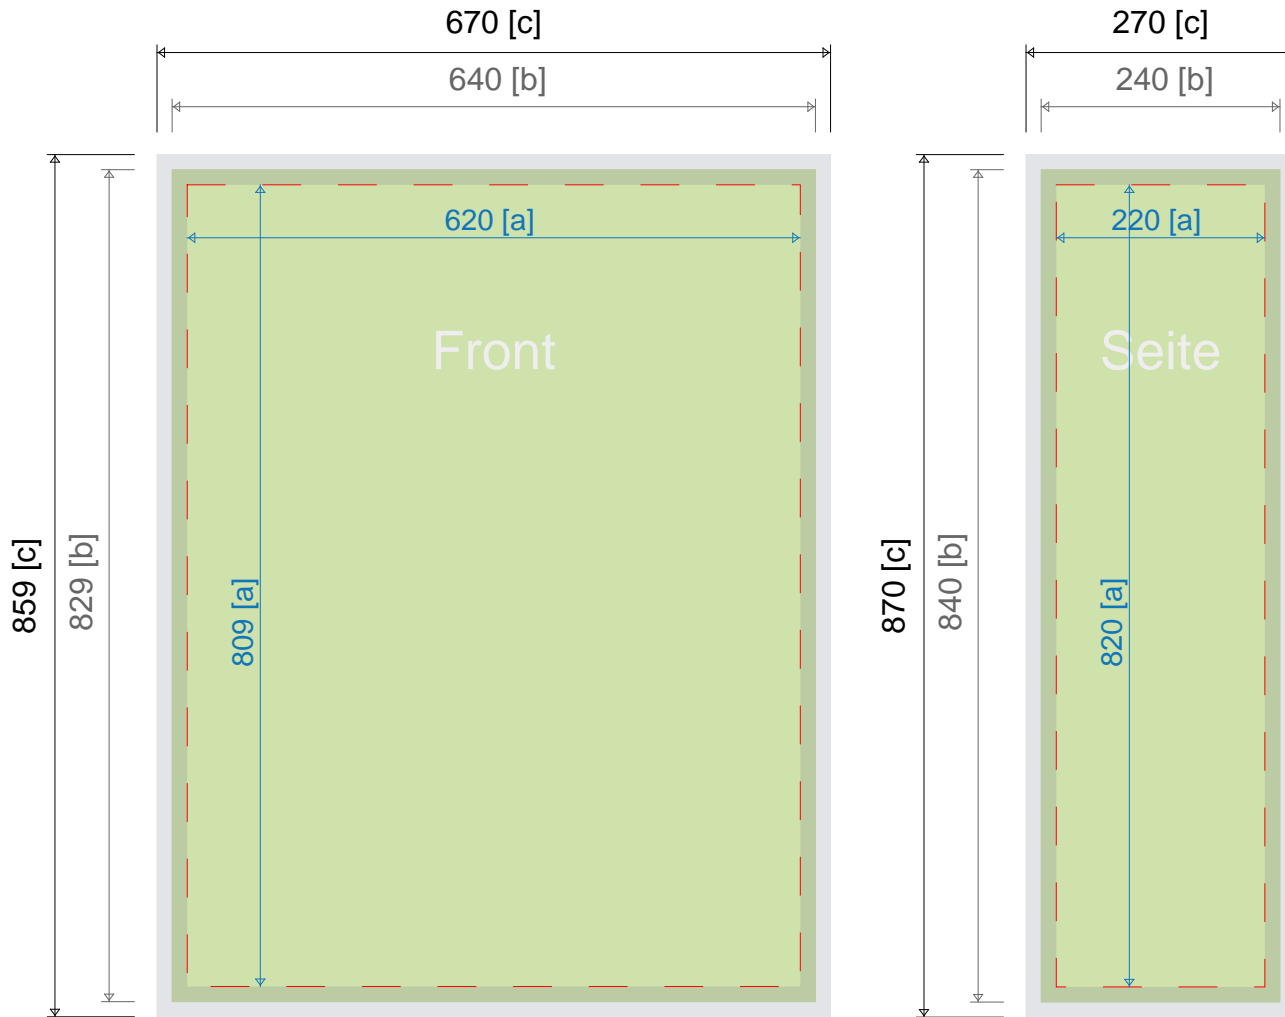 670 [c]
640 [b]
620 [a]
Front
859 [c]
829 [b]
809 [a]
270 [c]
240 [b]
220 [a]
Seite
870 [c]
840 [b]
820 [a]